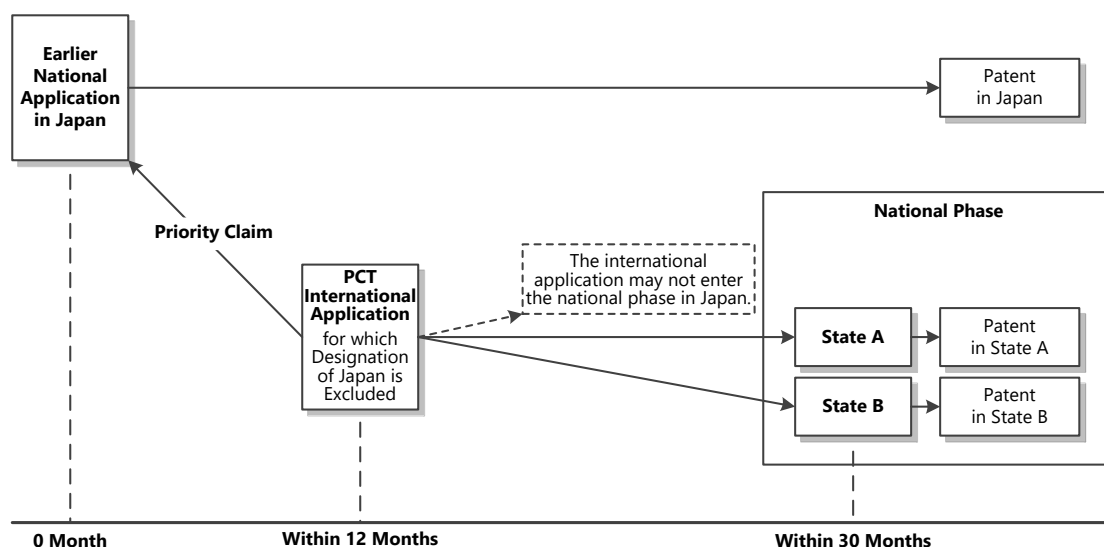 Earlier
National
Application
in Japan
Patent
in Japan
Priority Claim
PCT
International
Application
for which
Designation
of Japan is
Excluded
The international
application may not enter
the national phase in Japan.
National Phase
State A
Patent
in State A
State B
Patent
in State B
0 Month
Within 12 Months
Within 30 Months